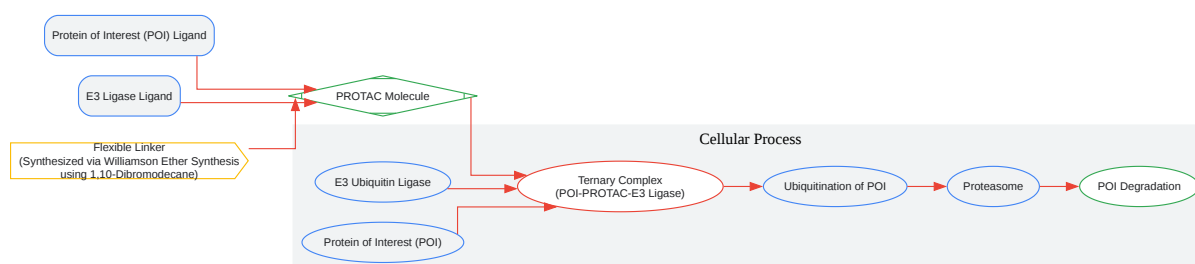 Protein of Interest (POI) Ligand
E3 Ligase Ligand
PROTAC Molecule
Flexible Linker
(Synthesized via Williamson Ether Synthesis
using 1,10-Dibromodecane)
Cellular Process
E3 Ubiquitin Ligase
Ternary Complex
(POI-PROTAC-E3 Ligase)
Ubiquitination of POI
Proteasome
POI Degradation
Protein of Interest (POI)